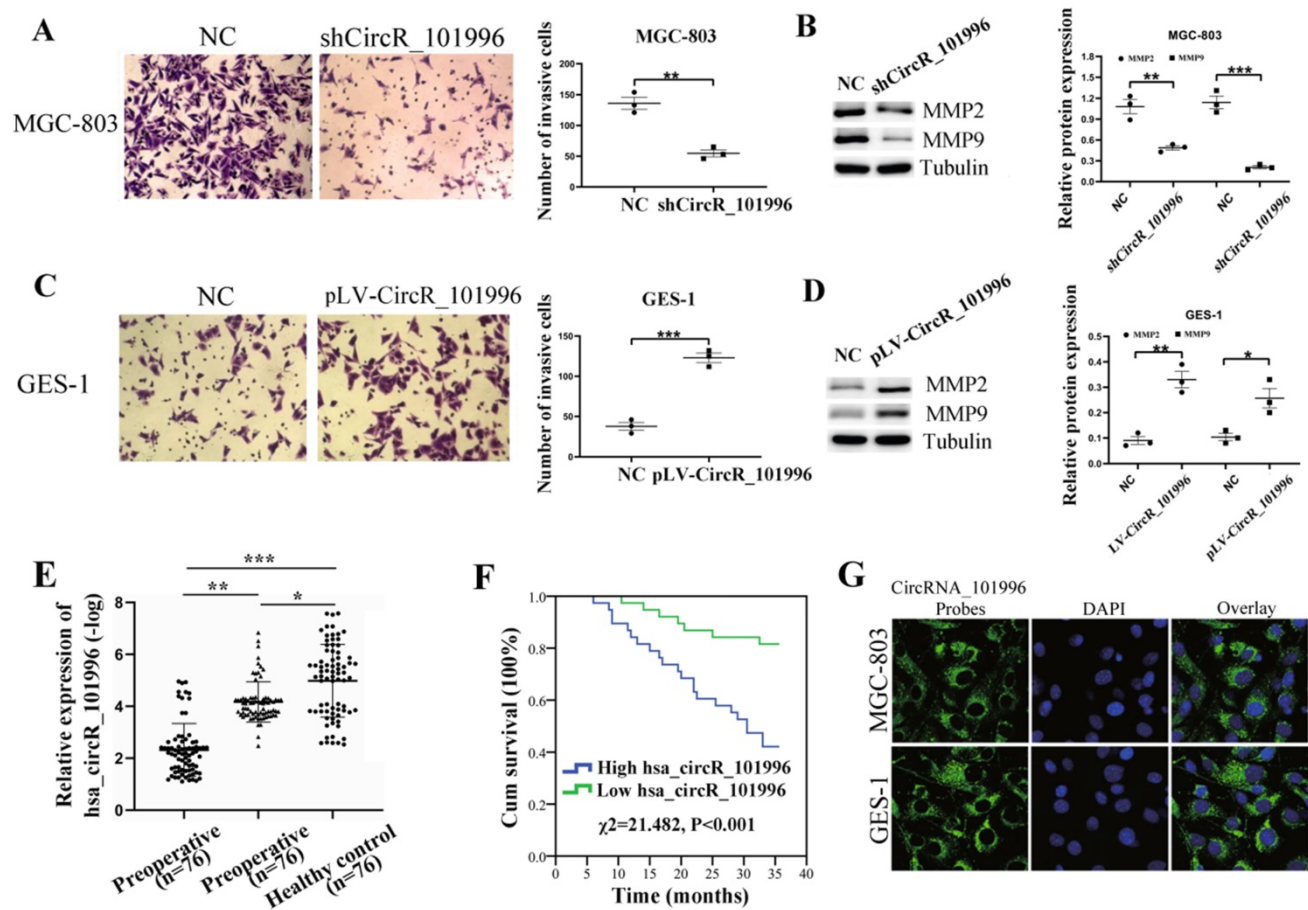 A
NC
shCircR_101996
MGC-803
MGC-803
Number of invasive cells
200
150
100
50
0
**
NC shCircR_101996
B
NC shCircR_101996
MMP2
MMP9
Tubulin
MGC-803
MMP2 MMP9
Relative protein expression
1.8
1.5
1.2
0.9
0.6
0.3
0.0
** ***
NC
shCircR_101996
NC
shCircR_101996
C
NC
pLV-CircR_101996
GES-1
GES-1
Number of invasive cells
150
100
50
0
***
NC pLV-CircR_101996
D
NC pLV-CircR_101996
MMP2
MMP9
Tubulin
GES-1
MMP2 MMP9
Relative protein expression
0.5
0.4
0.3
0.2
0.1
0.0
** *
NC
LV-CircR_101996
NC
pLV-CircR_101996
E
Relative expression of
hsa_circR_101996 (-log)
8
6
4
2
0
***
** *
Preoperative
(n=76)
Preoperative
(n=76)
Healthy control
(n=76)
F
Cum survival (100%)
1.0
0.8
0.6
0.4
0.2
0.0
High hsa_circR_101996
Low hsa_circR_101996
χ2=21.482, P<0.001
0 5 10 15 20 25 30 35 40
Time (months)
G
CircRNA_101996
Probes DAPI Overlay
MGC-803
GES-1